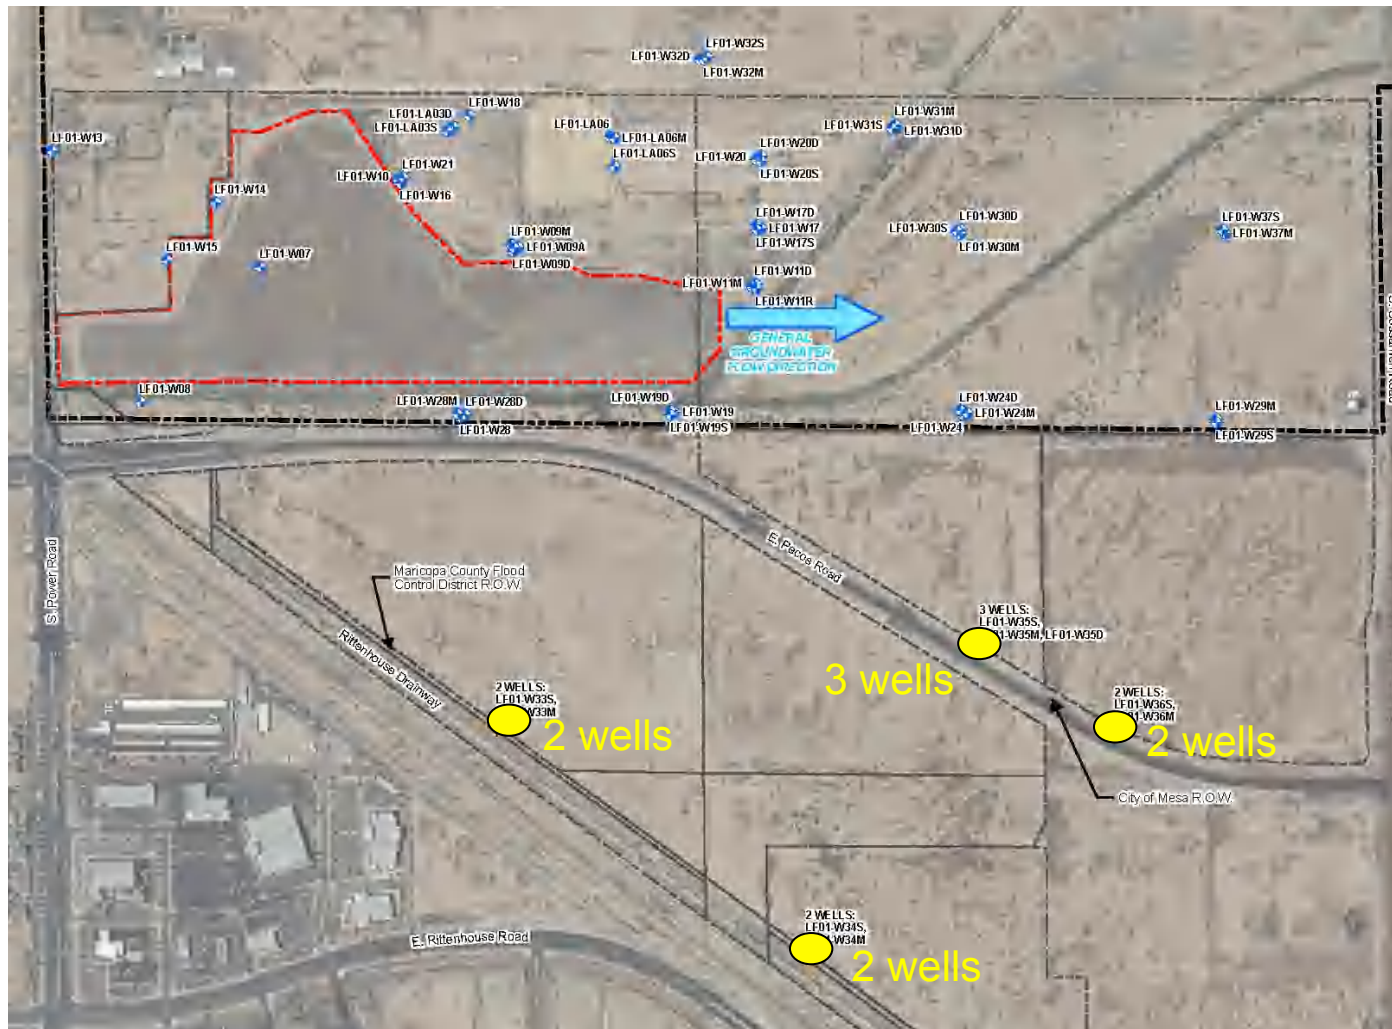 LF01-W32S
LF01-W32D
LF01-W32M
LF01-W18
LF01-LA03D
LF01-LA03S
LF01-LA06
LF01-LA06M
LF01-LA06S
LF01-W31M
LF01-W31S
LF01-W31D
LF01-W13
LF01-W20D
LF01-W20
LF01-W20S
LF01-W21
LF01-W10
LF01-W16
LF01-W14
LF01-W17D
LF01-W17
LF01-W17S
LF01-W30D
LF01-W30S
LF01-W30M
LF01-W37S
LF01-W37M
LF01-W09M
LF01-W09A
LF01-W09D
LF01-W15
LF01-W07
LF01-W11D
LF01-W11M
LF01-W11R
GENERAL
GROUNDWATER
FLOW DIRECTION
LF01-W08
LF01-W28M
LF01-W28D
LF01-W28
LF01-W19D
LF01-W19
LF01-W19S
LF01-W24D
LF01-W24M
LF01-W24
LF01-W29M
LF01-W29S
S. Power Road
E. Pecos Road
Maricopa County Flood
Control District R.O.W.
Rittenhouse Drainway
3 WELLS:
LF01-W35S,
01-W35M, LF01-W35D
3 wells
2 WELLS:
LF01-W33S,
W33M
2 wells
2 WELLS:
LF01-W36S,
01-W36M
2 wells
City of Mesa R.O.W.
2 WELLS:
LF01-W34S,
01-W34M
2 wells
E. Rittenhouse Road